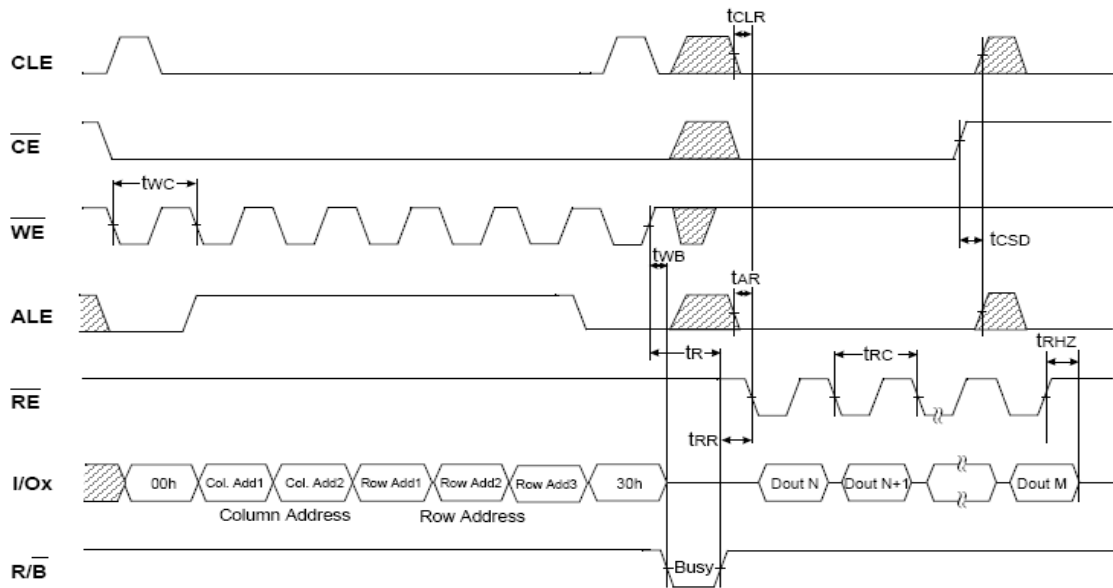 tCLR
CLE
CE
tWC
WE
tWB
tCSD
tAR
ALE
tR
tRC
tRHZ
RE
tRR
I/Ox
00h Col. Add1 Col. Add2 Row Add1 Row Add2 Row Add3 30h Dout N Dout N+1 Dout M
Column Address Row Address
R/B
Busy